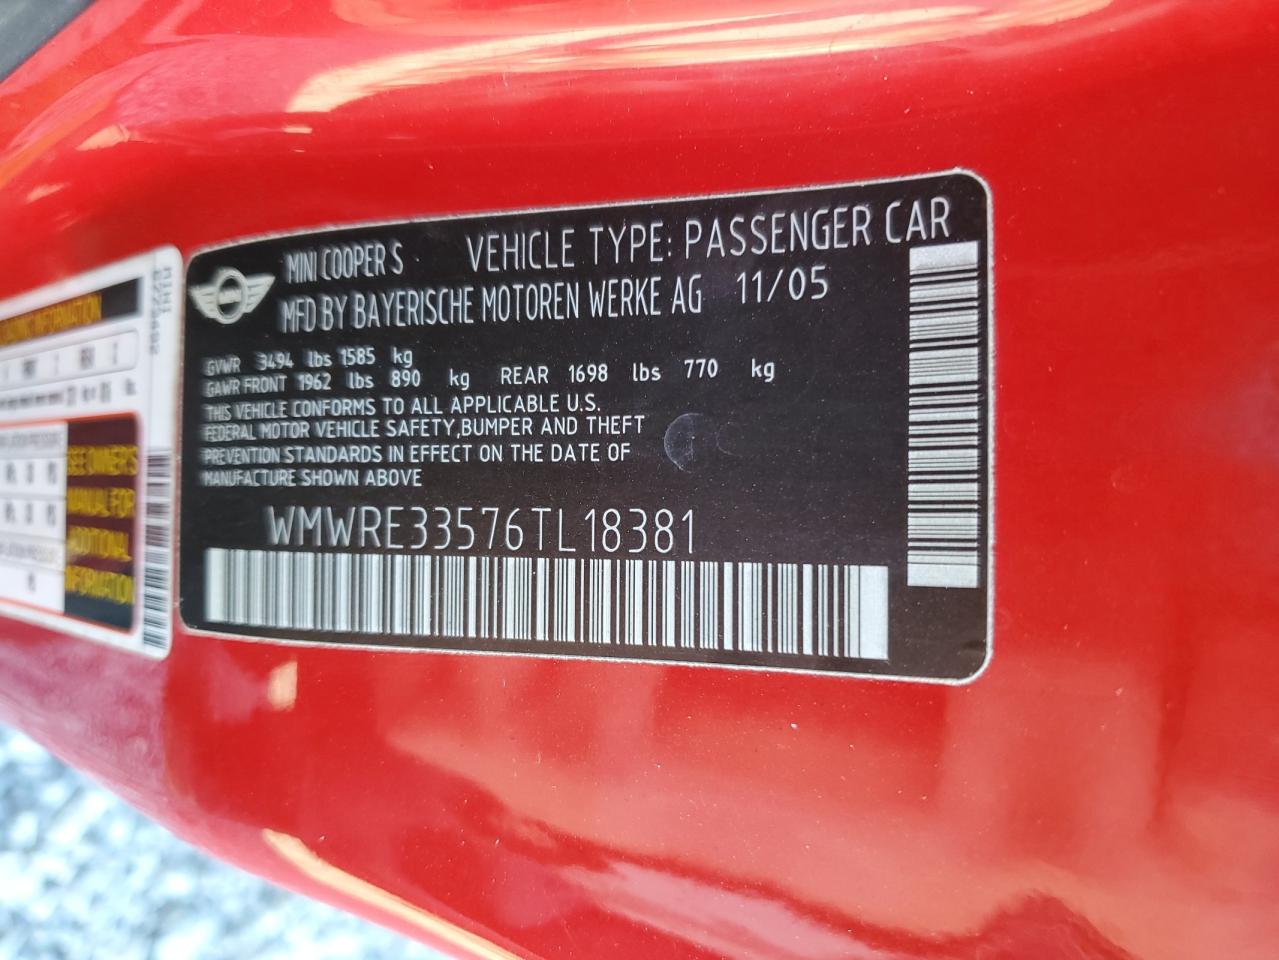 MINI COOPER S VEHICLE TYPE: PASSENGER CAR
MFD BY BAYERISCHE MOTOREN WERKE AG 11/05
GVWR 3494 lbs 1585 kg
GAWR FRONT 1962 lbs 890 kg REAR 1698 lbs 770 kg
THIS VEHICLE CONFORMS TO ALL APPLICABLE U.S.
FEDERAL MOTOR VEHICLE SAFETY,BUMPER AND THEFT
PREVENTION STANDARDS IN EFFECT ON THE DATE OF
MANUFACTURE SHOWN ABOVE
WMWRE33576TL18381
INFORMATION
SEE OWNERS
MANUAL FOR
ADDITIONAL
INFORMATION
MINI